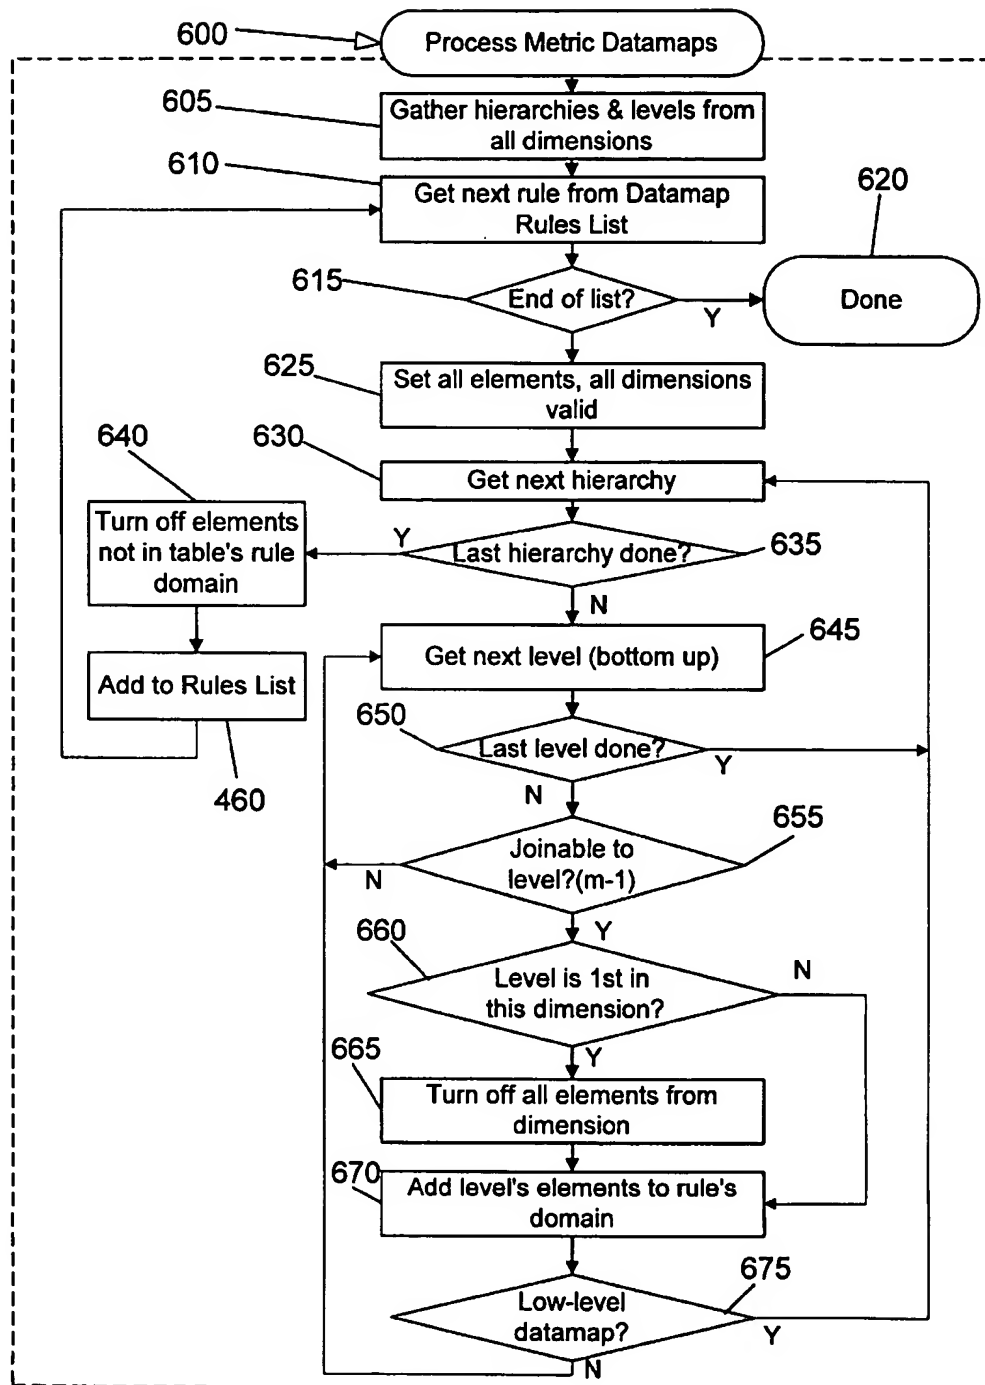 600
Process Metric Datamaps
605
Gather hierarchies & levels from
all dimensions
610
Get next rule from Datamap
Rules List
620
615
End of list?
Y
Done
625
Set all elements, all dimensions
valid
640
630
Get next hierarchy
Turn off elements
not in table's rule
domain
Y
Last hierarchy done?
635
N
645
Get next level (bottom up)
Add to Rules List
650
Last level done?
Y
460
N
655
Joinable to
level?(m-1)
N
Y
660
N
Level is 1st in
this dimension?
665
Y
Turn off all elements from
dimension
670
Add level's elements to rule's
domain
675
Low-level
datamap?
Y
N